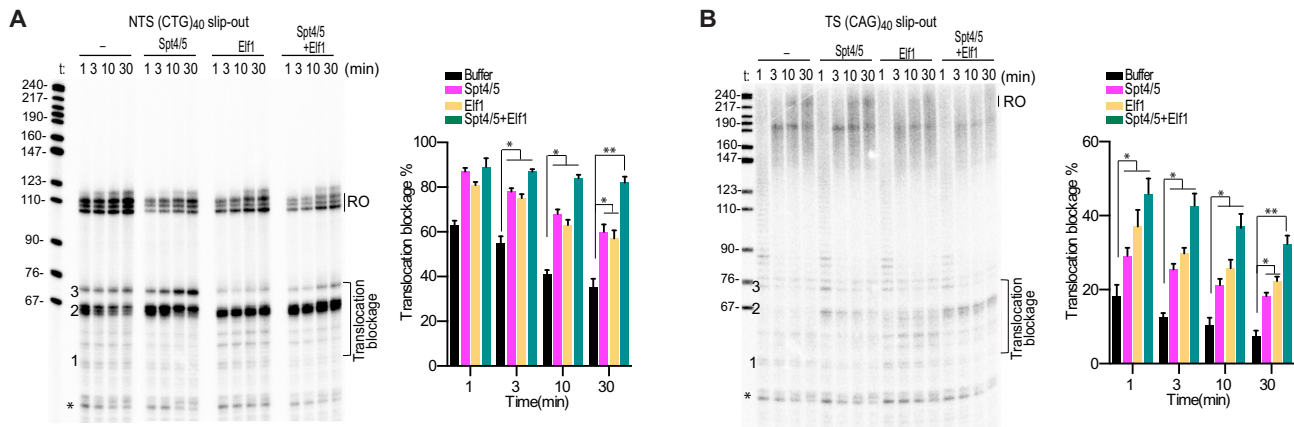 A
NTS (CTG)40 slip-out
– Spt4/5 Elf1 Spt4/5 +Elf1
t: 1 3 10 30 1 3 10 30 1 3 10 30 1 3 10 30 (min)
240-
217-
190-
160-
147-
123-
110-
90-
76-
67-
3
2
1
*
RO
Translocation blockage
Buffer
Spt4/5
Elf1
Spt4/5+Elf1
Translocation blockage %
100
80
60
40
20
0
* * ** *
1 3 10 30
Time(min)
B
TS (CAG)40 slip-out
– Spt4/5 Elf1 Spt4/5 +Elf1
t: 1 3 10 30 1 3 10 30 1 3 10 30 1 3 10 30 (min)
240-
217-
190-
160-
147-
123-
110-
90-
76-
67-
3
2
1
*
RO
Translocation blockage
Buffer
Spt4/5
Elf1
Spt4/5+Elf1
Translocation blockage %
60
40
20
0
* * * ** *
1 3 10 30
Time(min)